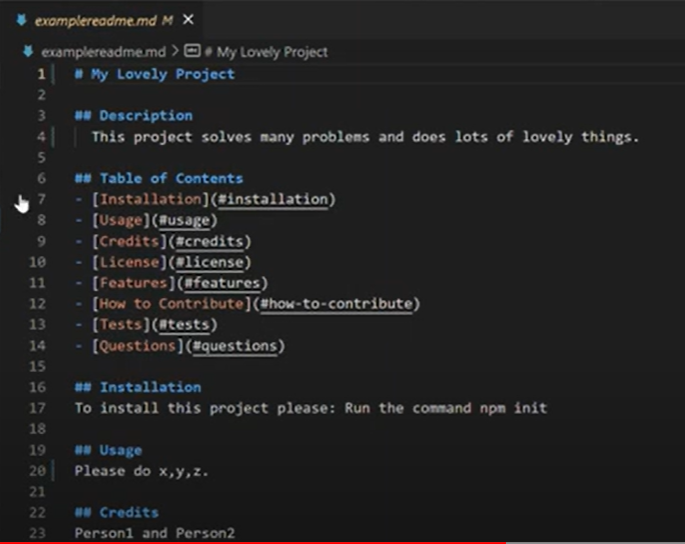 examplereadme.md M ×
examplereadme.md > # My Lovely Project
1 # My Lovely Project
2
3 ## Description
4 This project solves many problems and does lots of lovely things.
5
6 ## Table of Contents
7 - [Installation](#installation)
8 - [Usage](#usage)
9 - [Credits](#credits)
10 - [License](#license)
11 - [Features](#features)
12 - [How to Contribute](#how-to-contribute)
13 - [Tests](#tests)
14 - [Questions](#questions)
15
16 ## Installation
17 To install this project please: Run the command npm init
18
19 ## Usage
20 Please do x,y,z.
21
22 ## Credits
23 Person1 and Person2